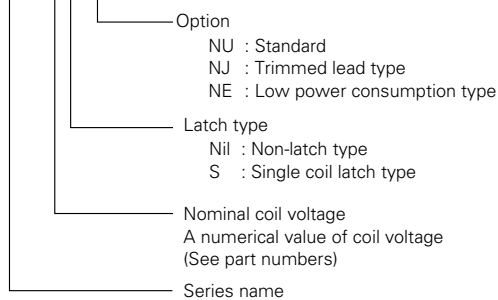 Option
NU : Standard
NJ : Trimmed lead type
NE : Low power consumption type
Latch type
Nil : Non-latch type
S : Single coil latch type
Nominal coil voltage
A numerical value of coil voltage
(See part numbers)
Series name